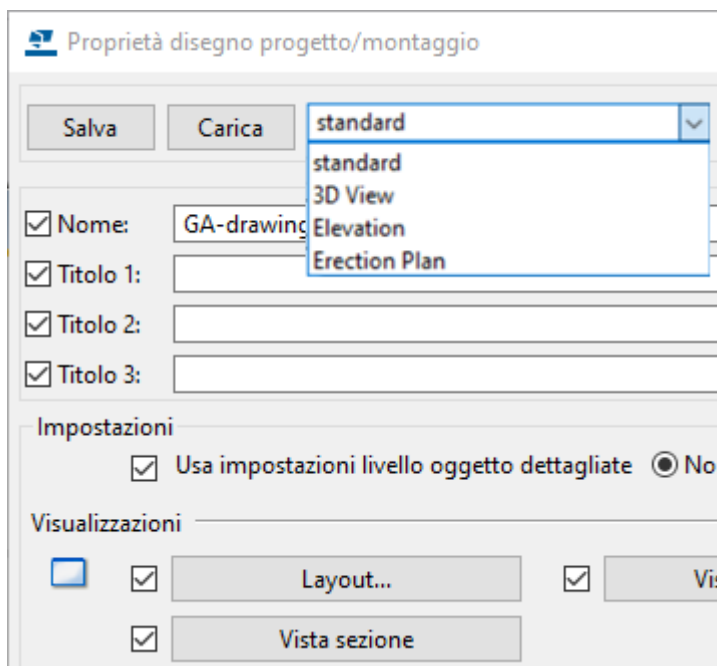 Proprietà disegno progetto/montaggio
Salva Carica standard
standard
3D View
Elevation
Erection Plan
Nome: GA-drawing
Titolo 1:
Titolo 2:
Titolo 3:
Impostazioni
Usa impostazioni livello oggetto dettagliate No
Visualizzazioni
Layout...
Vista sezione